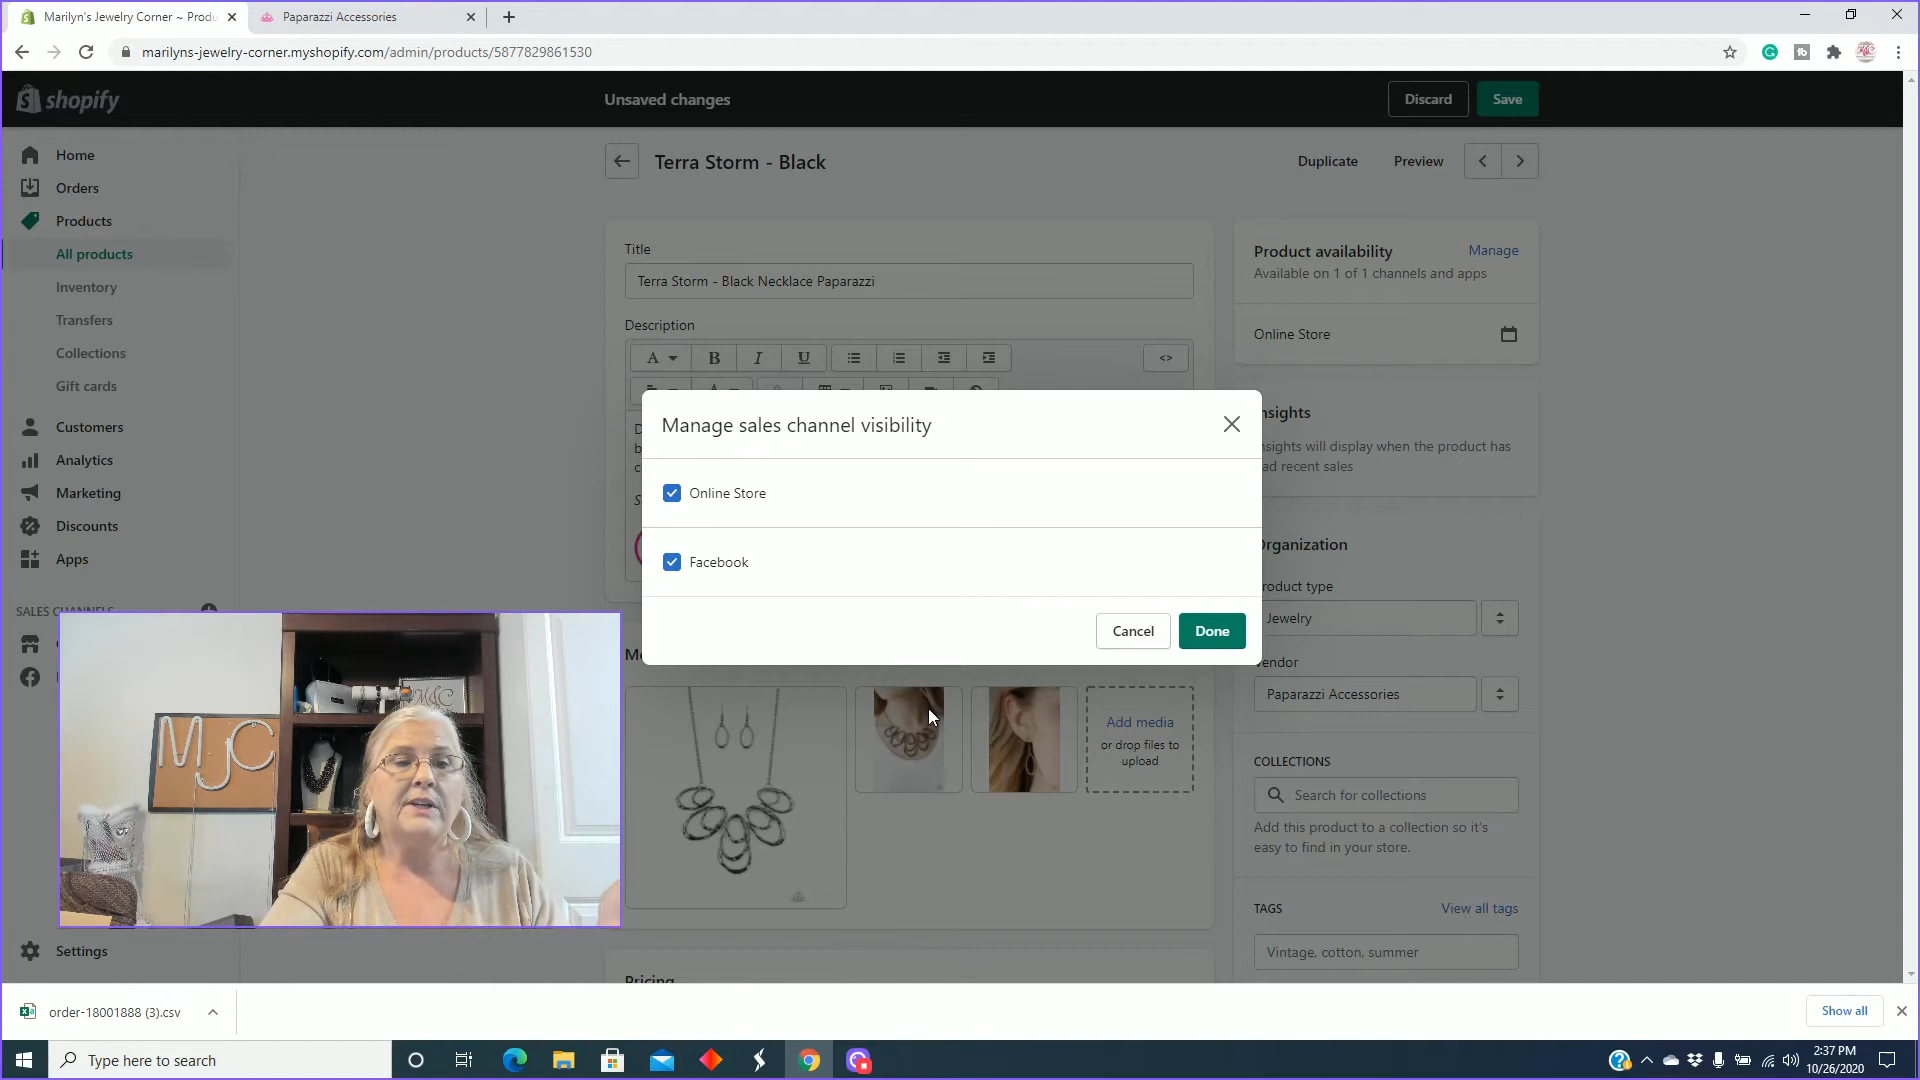 Marilyn's Jewelry Corner ~ Produ
Paparazzi Accessories
marilyns-jewelry-corner.myshopify.com/admin/products/5877829861530
shopify
Unsaved changes
Discard
Save
Home
Orders
Products
All products
Inventory
Transfers
Collections
Gift cards
Customers
Analytics
Marketing
Discounts
Apps
SALES CHANNELS
Settings
Terra Storm - Black
Duplicate
Preview
Title
Terra Storm - Black Necklace Paparazzi
Description
A
B
I
U
<>
Product availability
Manage
Available on 1 of 1 channels and apps
Online Store
nsights
nsights will display when the product has
ad recent sales
Manage sales channel visibility
Online Store
Facebook
Cancel
Done
Organization
roduct type
Jewelry
endor
Paparazzi Accessories
COLLECTIONS
Search for collections
Add this product to a collection so it's
easy to find in your store.
TAGS
View all tags
Vintage, cotton, summer
Add media
or drop files to
upload
Pricing
MJC
MJC
order-18001888 (3).csv
Show all
Type here to search
2:37 PM
10/26/2020